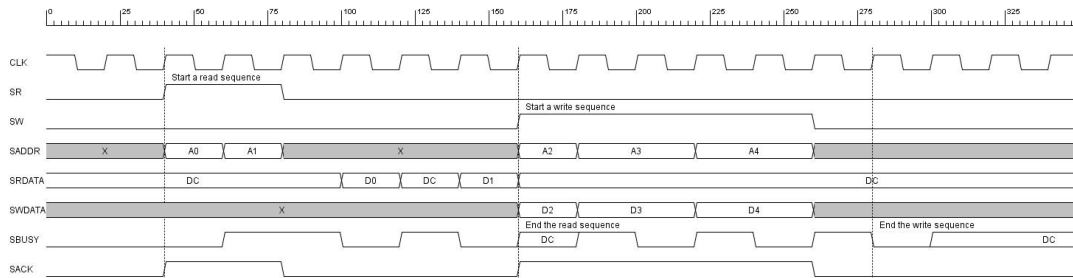 0 25 50 75 100 125 150 175 200 225 250 275 300 325
CLK
Start a read sequence
SR
Start a write sequence
SW
SADDR X A0 A1 X A2 A3 A4
SRDATA DC D0 DC D1 DC
SWDATA X D2 D3 D4
End the read sequence End the write sequence
SBUSY DC DC
SACK